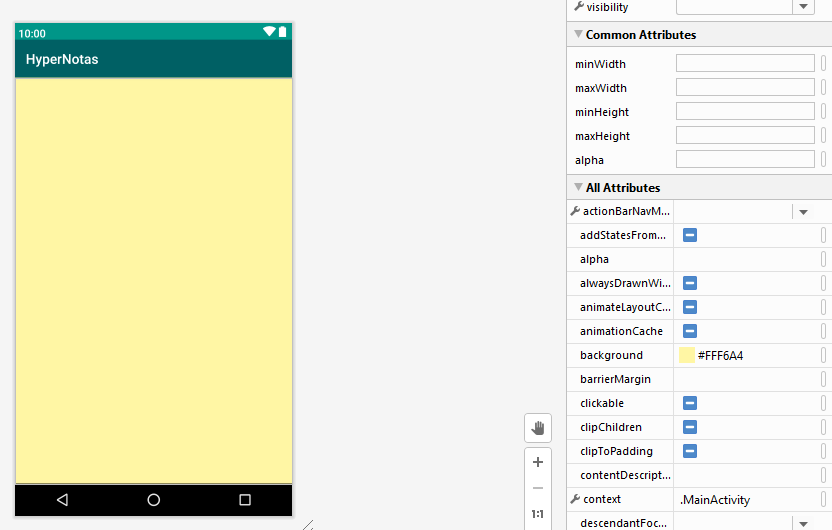 10:00
HyperNotas
visibility
Common Attributes
minWidth
maxWidth
minHeight
maxHeight
alpha
All Attributes
actionBarNavM...
addStatesFrom...
alpha
alwaysDrawnWi...
animateLayoutC...
animationCache
background #FFF6A4
barrierMargin
clickable
clipChildren
clipToPadding
contentDescript...
context .MainActivity
descendantFoc...
1:1